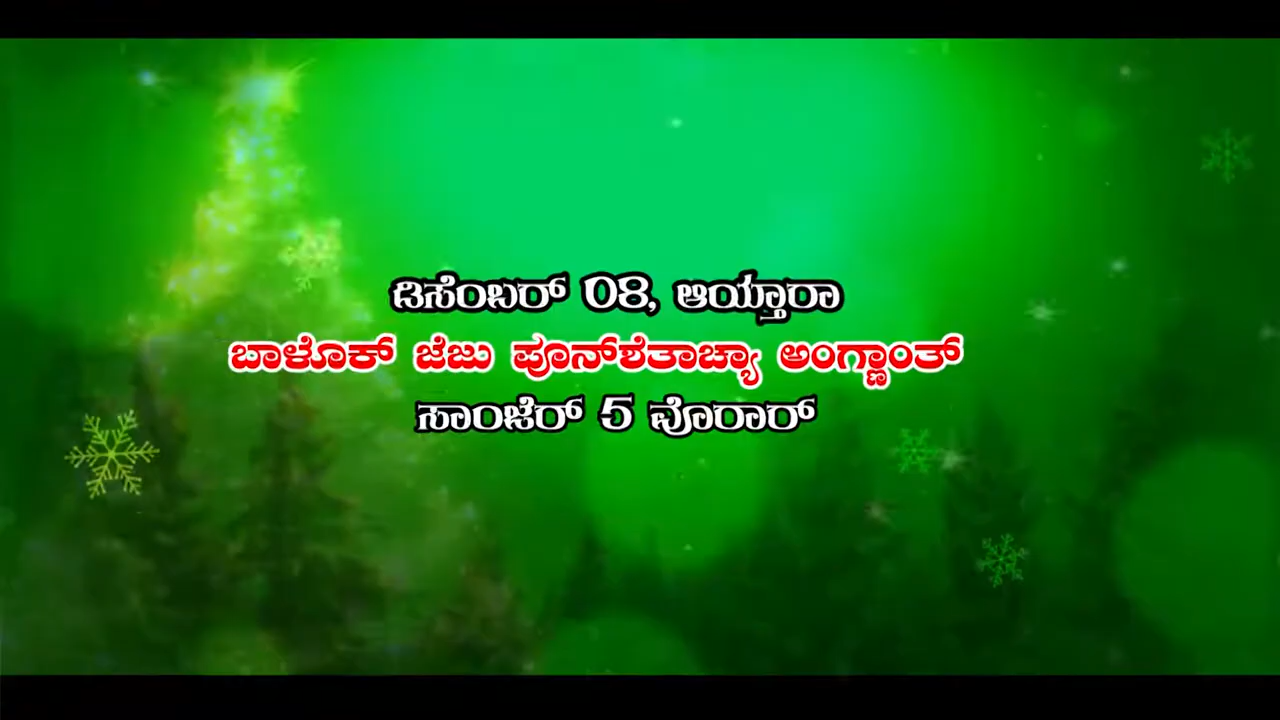 ಡಿಸೆಂಬರ್ 08, ಆಯ್ತಾರಾ
ಬಾಳೊಕ್ ಜೆಜು ಪೂನ್‌ಶೆತಾಚ್ಯಾ ಅಂಗ್ಣಾಂತ್
ಸಾಂಜೆರ್ 5 ವೊರಾರ್